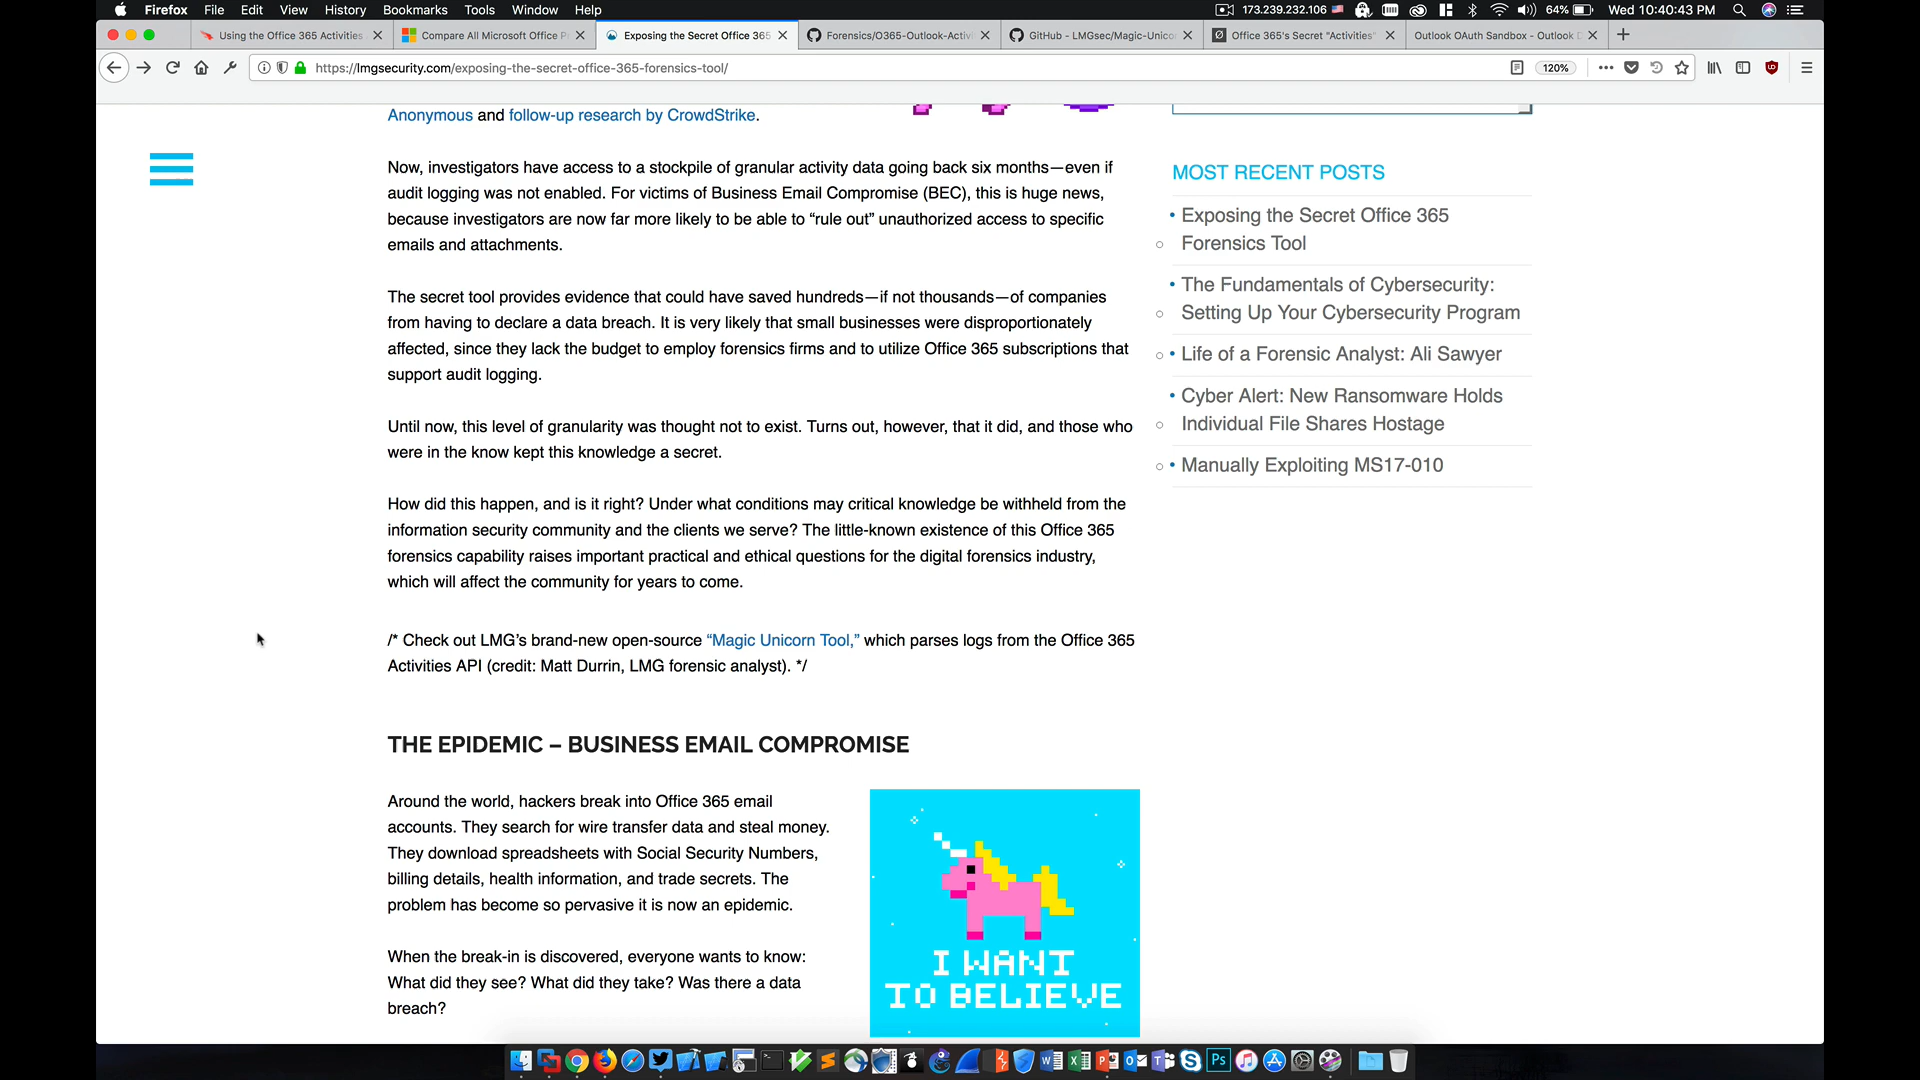 Firefox File Edit View History Bookmarks Tools Window Help 173.239.232.106 64% Wed 10:40:43 PM
Using the Office 365 Activities Compare All Microsoft Office P Exposing the Secret Office 365 Forensics/O365-Outlook-Activi GitHub - LMGsec/Magic-Unicor Office 365's Secret "Activities" Outlook OAuth Sandbox - Outlook D
https://lmgsecurity.com/exposing-the-secret-office-365-forensics-tool/ 120%
Anonymous and follow-up research by CrowdStrike.
Now, investigators have access to a stockpile of granular activity data going back six months—even if
audit logging was not enabled. For victims of Business Email Compromise (BEC), this is huge news,
because investigators are now far more likely to be able to “rule out” unauthorized access to specific
emails and attachments.
The secret tool provides evidence that could have saved hundreds—if not thousands—of companies
from having to declare a data breach. It is very likely that small businesses were disproportionately
affected, since they lack the budget to employ forensics firms and to utilize Office 365 subscriptions that
support audit logging.
Until now, this level of granularity was thought not to exist. Turns out, however, that it did, and those who
were in the know kept this knowledge a secret.
How did this happen, and is it right? Under what conditions may critical knowledge be withheld from the
information security community and the clients we serve? The little-known existence of this Office 365
forensics capability raises important practical and ethical questions for the digital forensics industry,
which will affect the community for years to come.
/* Check out LMG’s brand-new open-source “Magic Unicorn Tool,” which parses logs from the Office 365
Activities API (credit: Matt Durrin, LMG forensic analyst). */
THE EPIDEMIC – BUSINESS EMAIL COMPROMISE
Around the world, hackers break into Office 365 email
accounts. They search for wire transfer data and steal money.
They download spreadsheets with Social Security Numbers,
billing details, health information, and trade secrets. The
problem has become so pervasive it is now an epidemic.
When the break-in is discovered, everyone wants to know:
What did they see? What did they take? Was there a data
breach?
I WANT
TO BELIEVE
MOST RECENT POSTS
Exposing the Secret Office 365
Forensics Tool
The Fundamentals of Cybersecurity:
Setting Up Your Cybersecurity Program
Life of a Forensic Analyst: Ali Sawyer
Cyber Alert: New Ransomware Holds
Individual File Shares Hostage
Manually Exploiting MS17-010
Ps